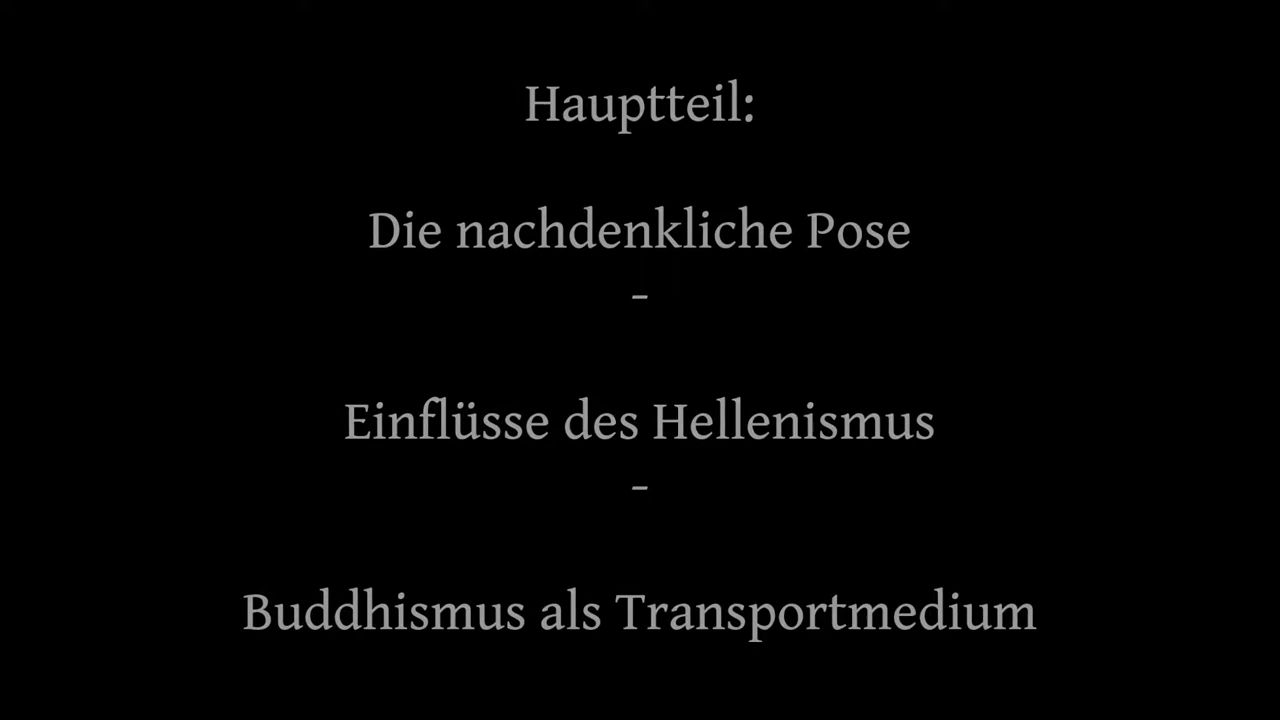 Hauptteil:
Die nachdenkliche Pose
-
Einflüsse des Hellenismus
-
Buddhismus als Transportmedium